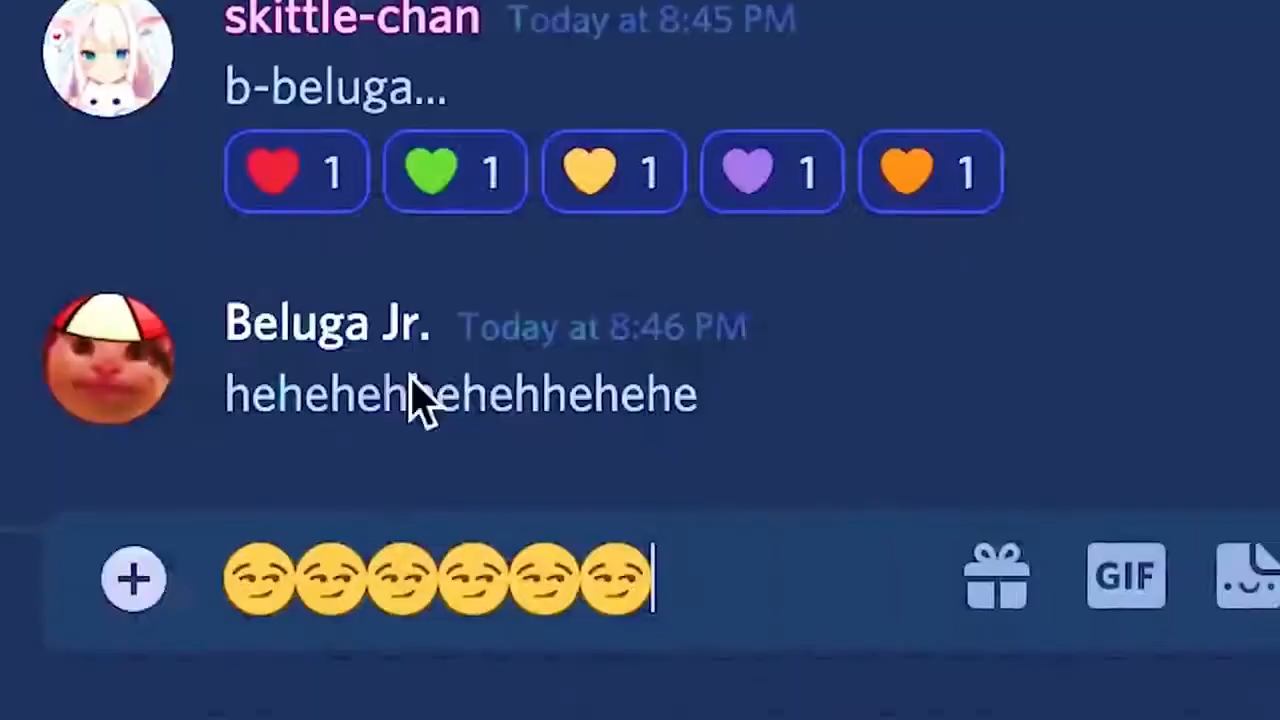 skittle-chan Today at 8:45 PM
b-beluga...
❤️ 1 💚 1 💛 1 💜 1 🧡 1
Beluga Jr. Today at 8:46 PM
hehehehhehehhehehe
😏😏😏😏😏😏 GIF